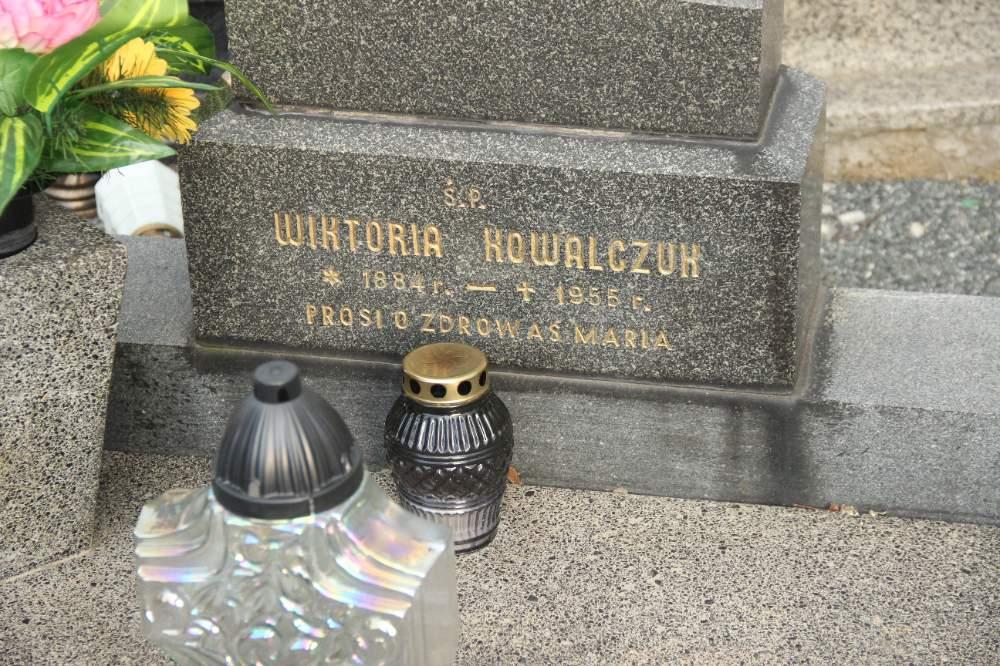 Ś.P.
WIKTORIA KOWALCZUK
* 1884 r. — + 1955 r.
PROSI O ZDROWAŚ MARIA